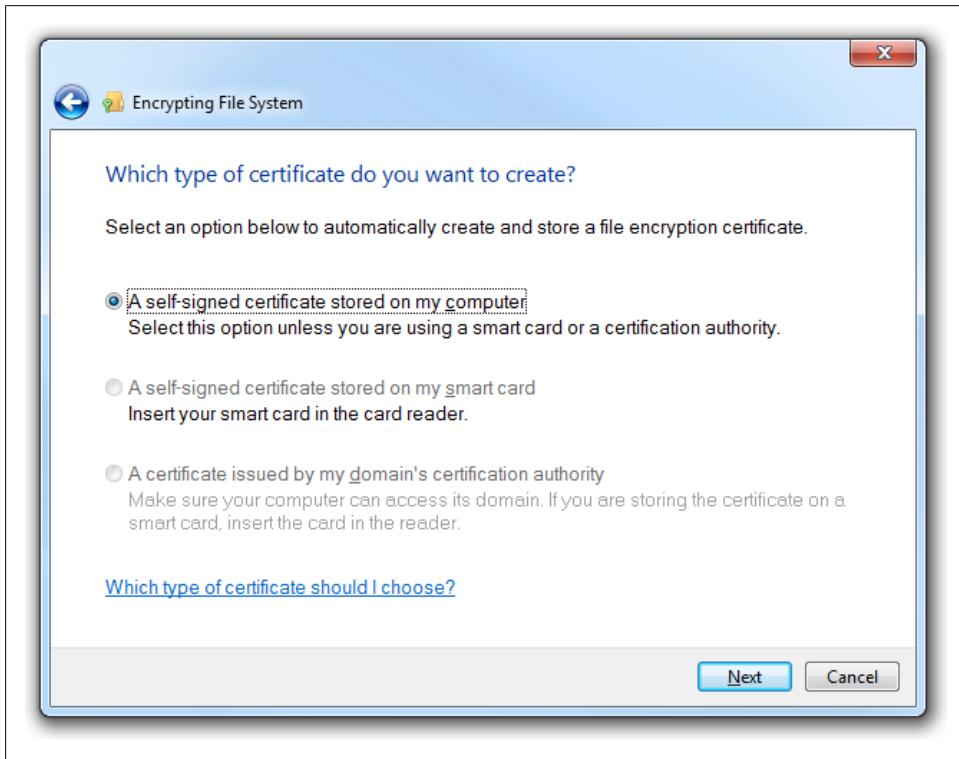 Encrypting File System
Which type of certificate do you want to create?
Select an option below to automatically create and store a file encryption certificate.
A self-signed certificate stored on my computer
Select this option unless you are using a smart card or a certification authority.
A self-signed certificate stored on my smart card
Insert your smart card in the card reader.
A certificate issued by my domain's certification authority
Make sure your computer can access its domain. If you are storing the certificate on a
smart card, insert the card in the reader.
Which type of certificate should I choose?
Next
Cancel